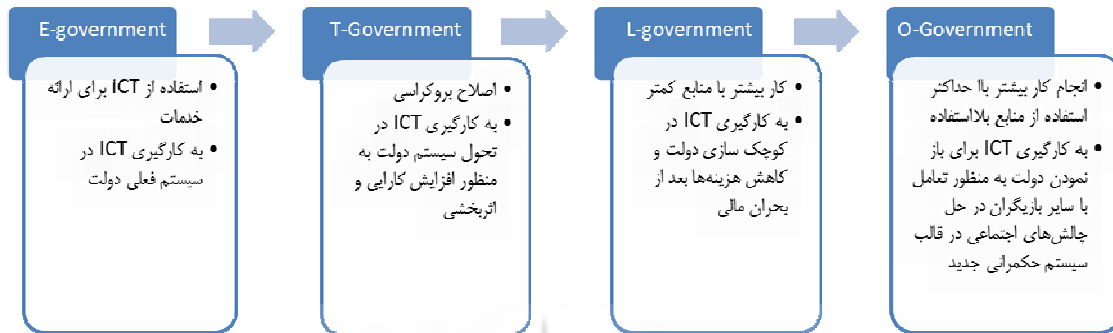 E-government
استفاده از ICT برای ارائه
خدمات
به کارگیری ICT در
سیستم فعلی دولت
T-Government
اصلاح بروکراسی
به کارگیری ICT در
تحول سیستم دولت به
منظور افزایش کارایی و
اثربخشی
L-government
کار بیشتر با منابع کمتر
به کارگیری ICT در
کوچک سازی دولت و
کاهش هزینه‌ها بعد از
بحران مالی
O-Government
انجام کار بیشتر باا حداکثر
استفاده از منابع بلااستفاده
به کارگیری ICT برای باز
نمودن دولت به منظور تعامل
با سایر بازیگران در حل
چالش‌های اجتماعی در قالب
سیستم حکمرانی جدید